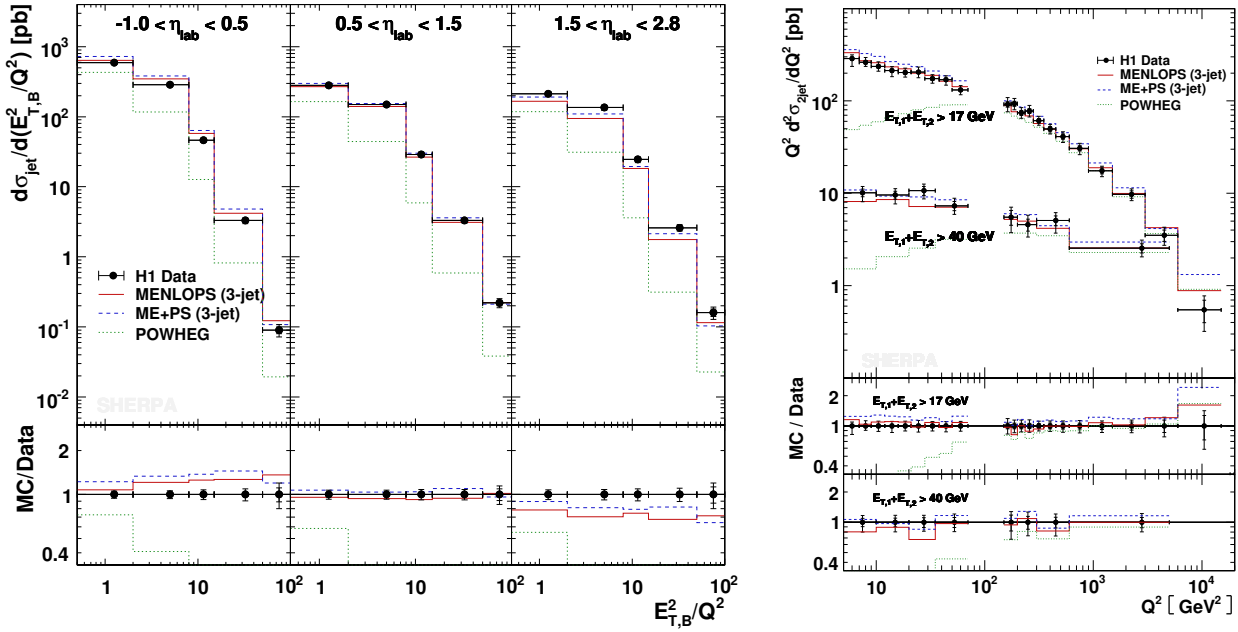 -1.0 < η_lab < 0.5
0.5 < η_lab < 1.5
1.5 < η_lab < 2.8
dσ_jet/d(E²_T,B/Q²) [pb]
10³
10²
10
1
10⁻¹
10⁻²
H1 Data
MENLOPS (3-jet)
ME+PS (3-jet)
POWHEG
SHERPA
MC/Data
2
1
0.4
1 10 10²
1 10 10²
1 10 10²
E²_T,B/Q²
Q² d²σ_2jet/dQ² [pb]
10³
10²
10
1
H1 Data
MENLOPS (3-jet)
ME+PS (3-jet)
POWHEG
E_T,1+E_T,2 > 17 GeV
E_T,1+E_T,2 > 40 GeV
SHERPA
MC / Data
2
1
0.4
E_T,1+E_T,2 > 17 GeV
2
1
0.4
E_T,1+E_T,2 > 40 GeV
10 10² 10³ 10⁴
Q² [ GeV² ]